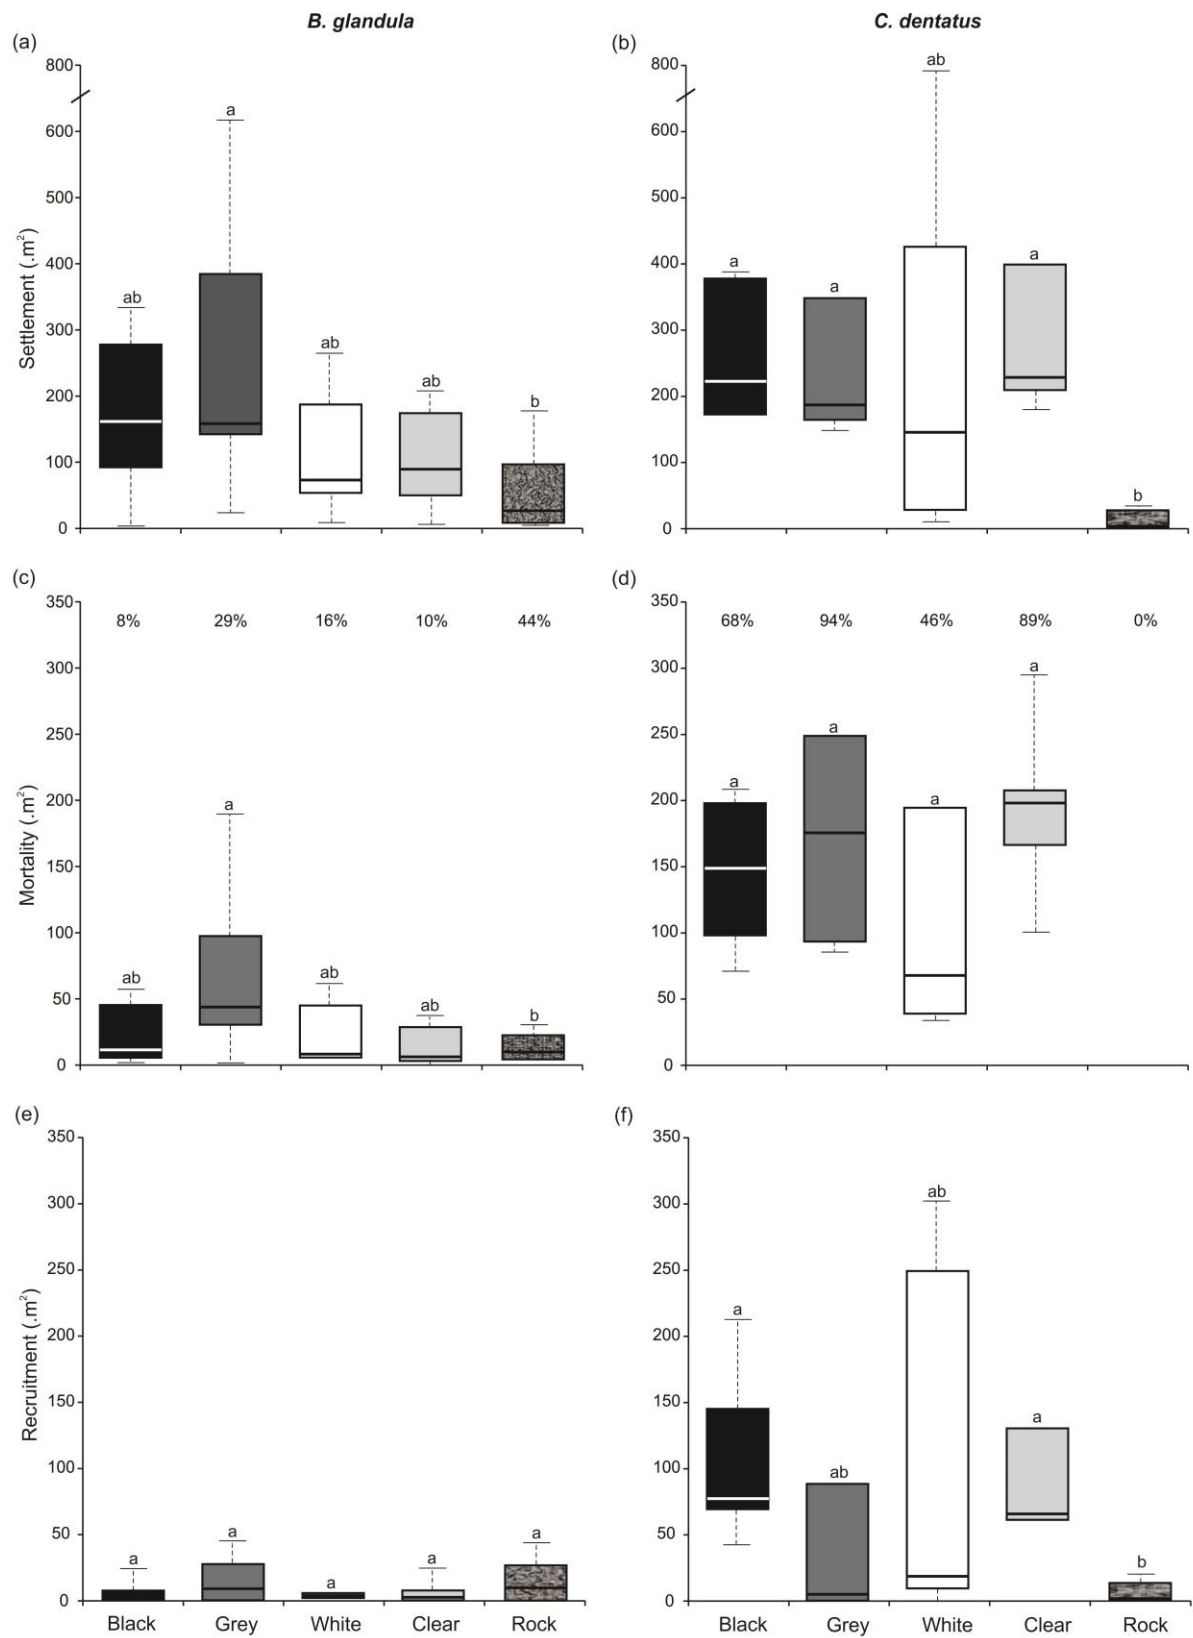 B. glandula C. dentatus
(a) (b)
800 800
ab
a
600 600
500 500
Settlement (.m²)
400 400
a a
a
ab
300 300
ab
ab
200 200
b
100 100
b
0 0
(c) (d)
350 350
8% 29% 16% 10% 44% 68% 94% 46% 89% 0%
300 300
a
250 250
a
Mortality (.m²)
a a
200 200
a
150 150
100 100
ab ab
50 50
ab b
0 0
(e) (f)
350 350
300 300
ab
250 250
Recruitment (.m²)
a
200 200
150 150
a
100 100
ab
50 50
a a a a a
b
0 0
Black Grey White Clear Rock Black Grey White Clear Rock